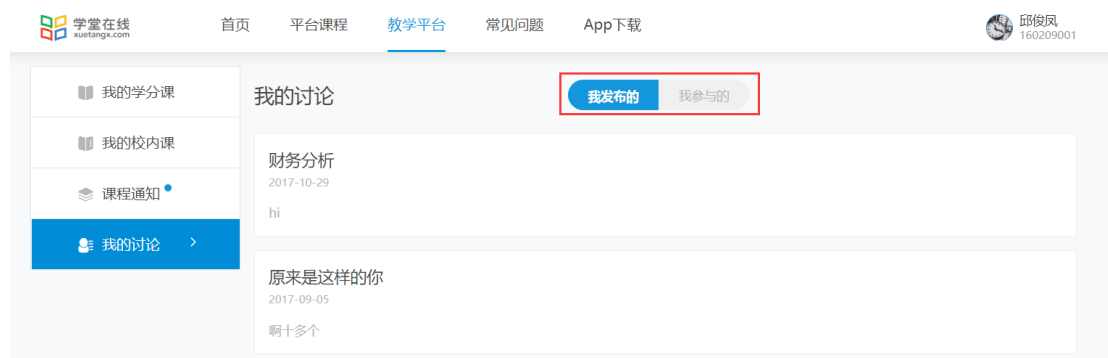 学堂在线
xuetangx.com
首页 平台课程 教学平台 常见问题 App下载
邱俊凤
160209001
我的学分课
我的校内课
课程通知
我的讨论
我的讨论
我发布的 我参与的
财务分析
2017-10-29
hi
原来是这样的你
2017-09-05
啊十多个